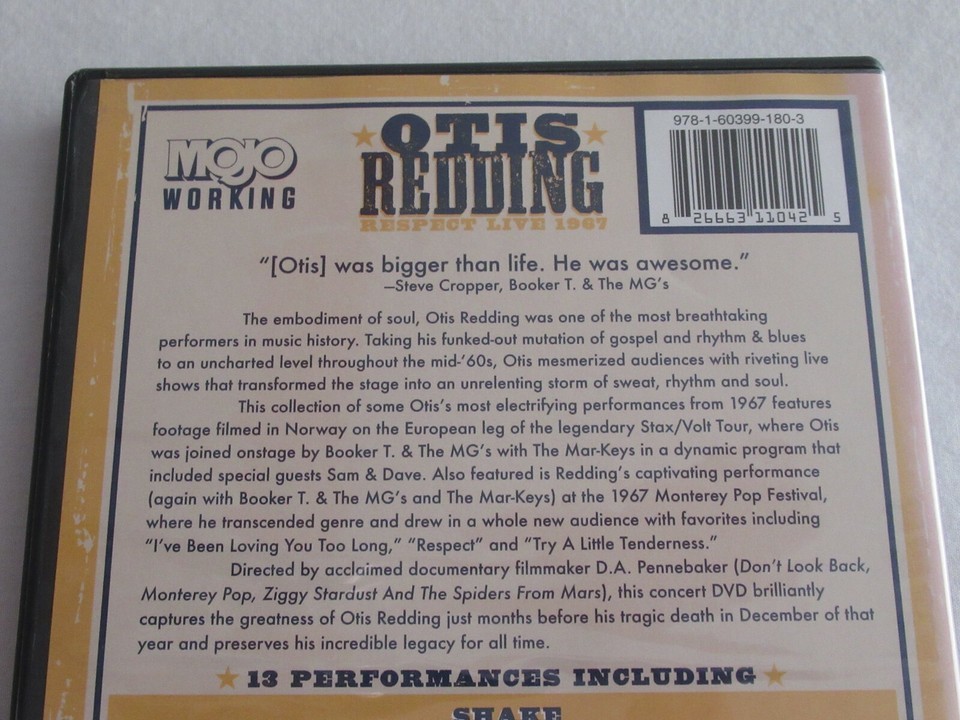 MOJO
WORKING
OTIS
REDDING
RESPECT LIVE 1967
978-1-60399-180-3
8 26663 11042 5
“[Otis] was bigger than life. He was awesome.”
—Steve Cropper, Booker T. & The MG’s
The embodiment of soul, Otis Redding was one of the most breathtaking
performers in music history. Taking his funked-out mutation of gospel and rhythm & blues
to an uncharted level throughout the mid-’60s, Otis mesmerized audiences with riveting live
shows that transformed the stage into an unrelenting storm of sweat, rhythm and soul.
This collection of some Otis’s most electrifying performances from 1967 features
footage filmed in Norway on the European leg of the legendary Stax/Volt Tour, where Otis
was joined onstage by Booker T. & The MG’s with The Mar-Keys in a dynamic program that
included special guests Sam & Dave. Also featured is Redding’s captivating performance
(again with Booker T. & The MG’s and The Mar-Keys) at the 1967 Monterey Pop Festival,
where he transcended genre and drew in a whole new audience with favorites including
“I’ve Been Loving You Too Long,” “Respect” and “Try A Little Tenderness.”
Directed by acclaimed documentary filmmaker D.A. Pennebaker (Don’t Look Back,
Monterey Pop, Ziggy Stardust And The Spiders From Mars), this concert DVD brilliantly
captures the greatness of Otis Redding just months before his tragic death in December of that
year and preserves his incredible legacy for all time.
13 PERFORMANCES INCLUDING
SHAKE